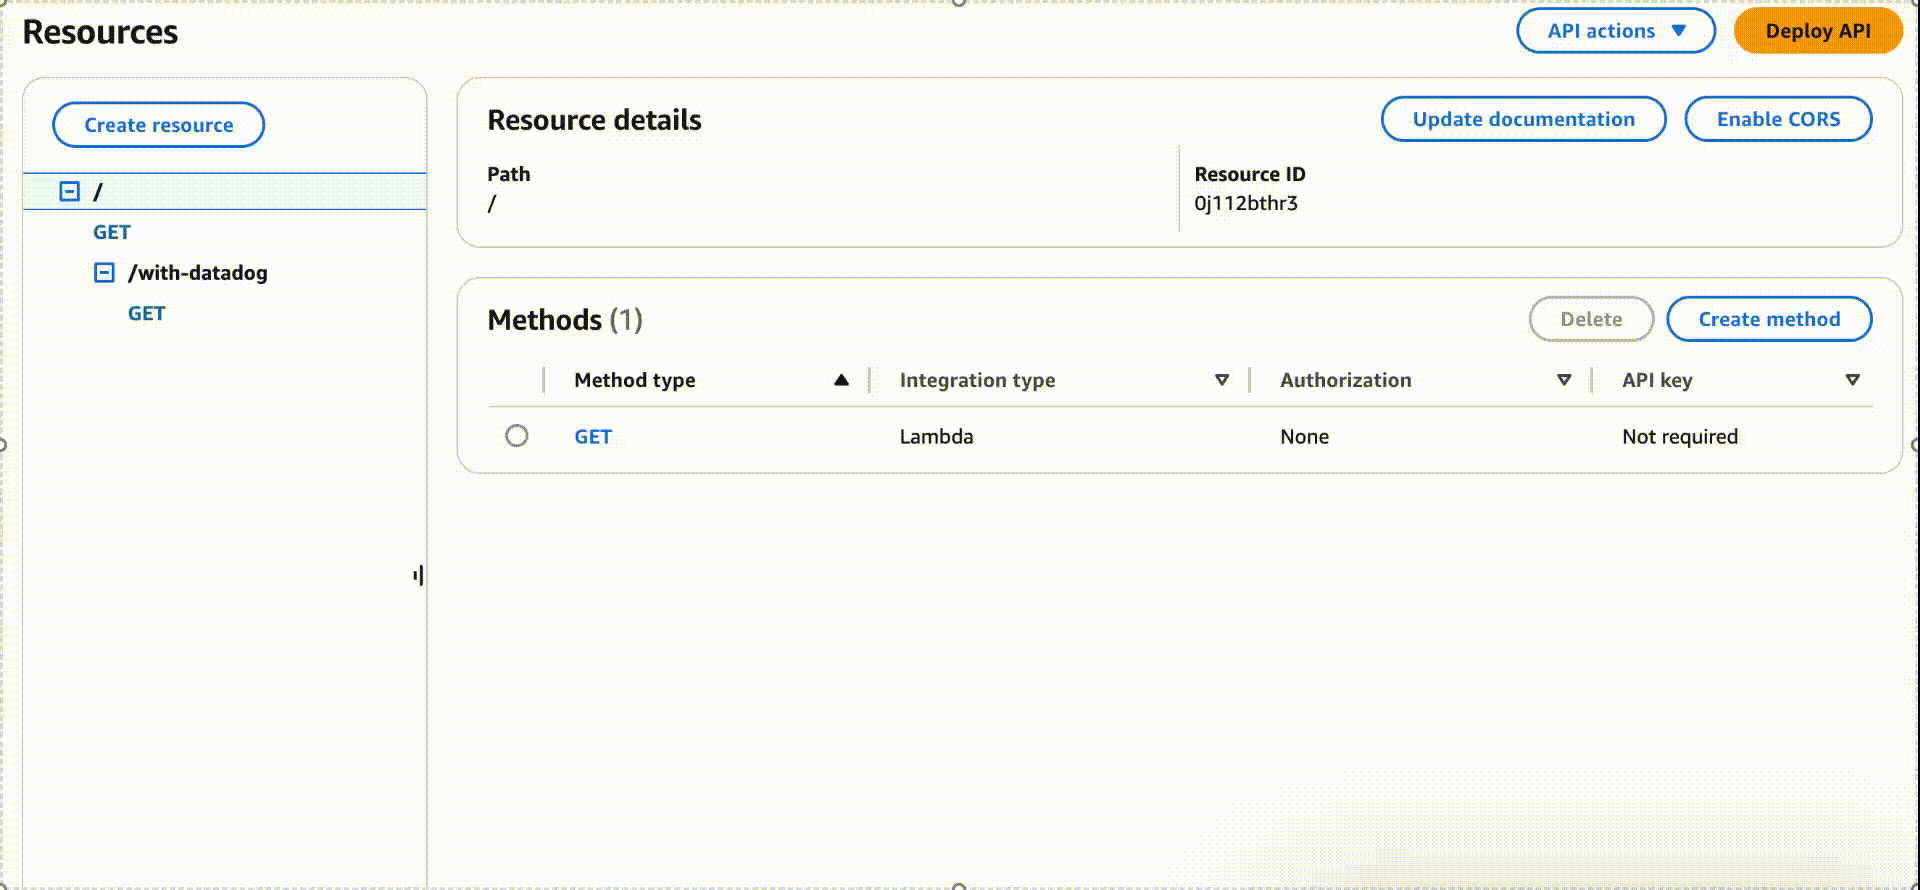 Resources
API actions
Deploy API
Create resource
/
GET
/with-datadog
GET
Resource details
Update documentation
Enable CORS
Path
/
Resource ID
0j112bthr3
Methods (1)
Delete
Create method
Method type
Integration type
Authorization
API key
GET
Lambda
None
Not required